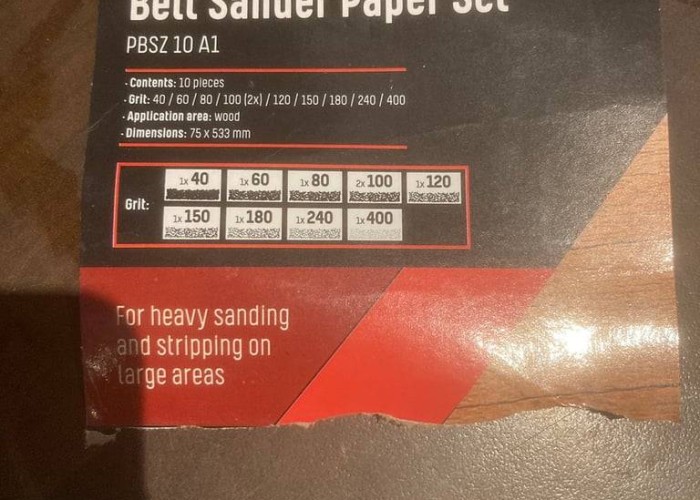 Belt Sander Paper Set
PBSZ 10 A1
· Contents: 10 pieces
· Grit: 40 / 60 / 80 / 100 (2x) / 120 / 150 / 180 / 240 / 400
· Application area: wood
· Dimensions: 75 x 533 mm
Grit:
1x 40 1x 60 1x 80 2x 100 1x 120
1x 150 1x 180 1x 240 1x 400
For heavy sanding
and stripping on
large areas